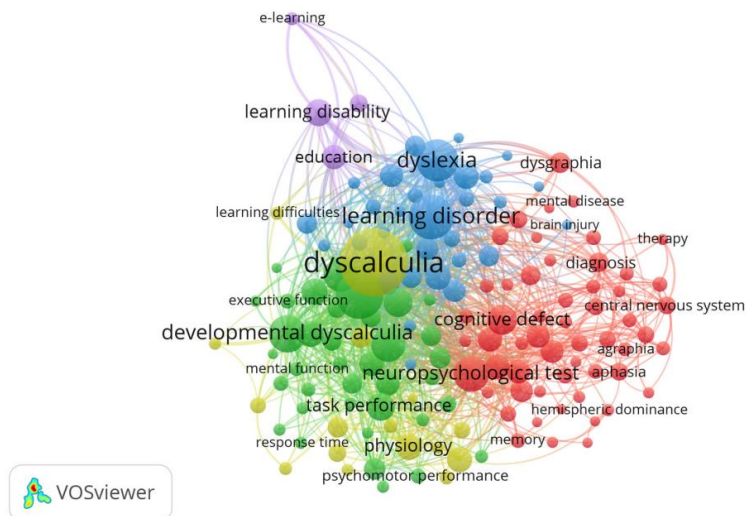 e-learning
learning disability
education
dyslexia
dysgraphia
mental disease
learning difficulties
learning disorder
brain injury
therapy
dyscalculia
diagnosis
executive function
central nervous system
developmental dyscalculia
cognitive defect
agraphia
mental function
neuropsychological test
aphasia
task performance
hemispheric dominance
response time
physiology
memory
psychomotor performance
VOSviewer